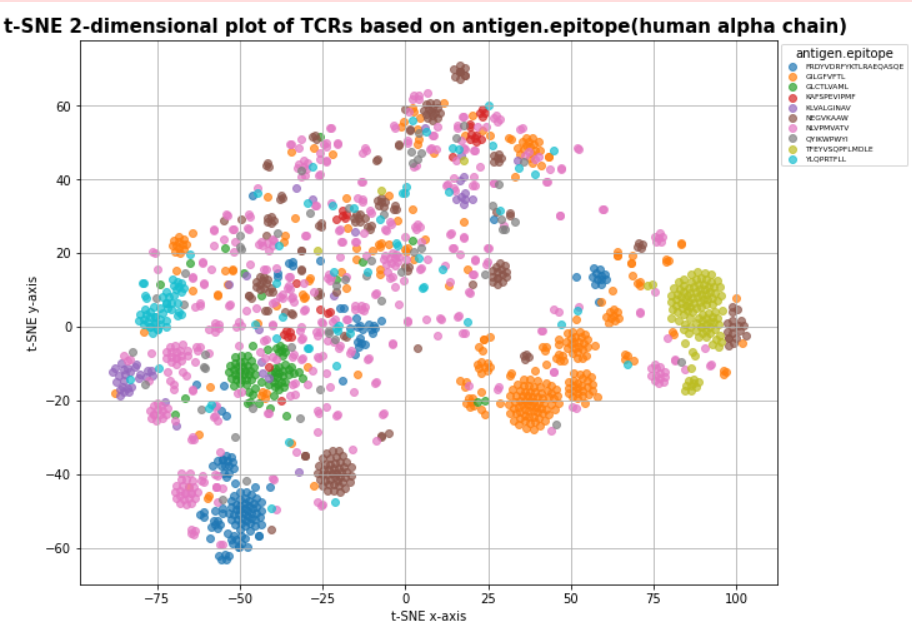 t-SNE 2-dimensional plot of TCRs based on antigen.epitope(human alpha chain)
antigen.epitope
FRDYVDRFYKTLRAEQASQE
GILGFVFTL
GLCTLVAML
KAFSPEVIPMF
KLVALGINAV
NEGVKAAW
NLVPMVATV
QYIKWPWYI
TFEYVSQPFLMDLE
YLQPRTFLL
60
40
20
0
−20
−40
−60
t-SNE y-axis
−75 −50 −25 0 25 50 75 100
t-SNE x-axis